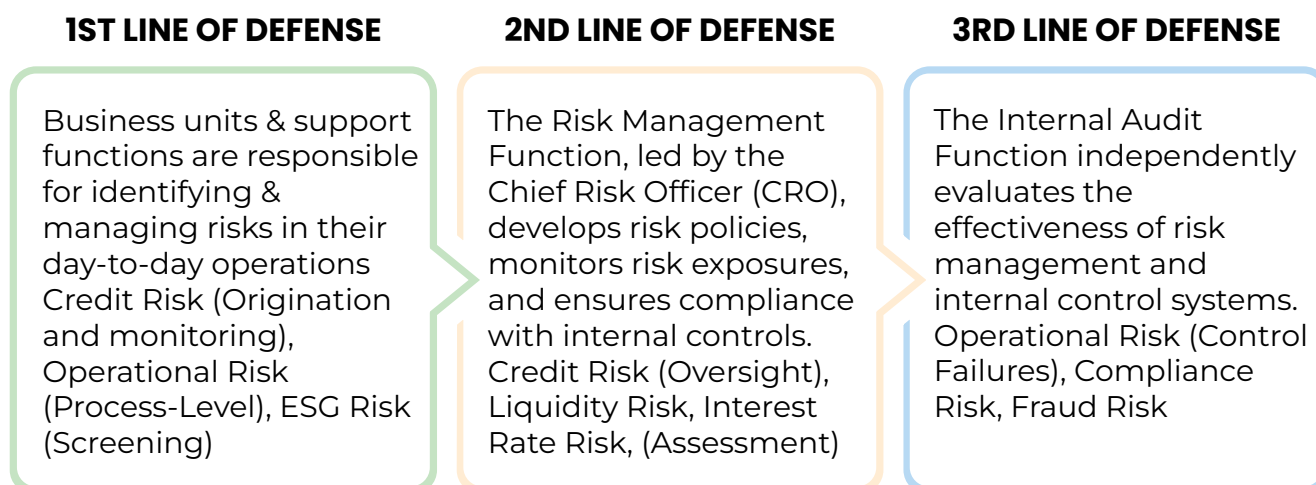 1ST LINE OF DEFENSE
Business units & support
functions are responsible
for identifying &
managing risks in their
day-to-day operations
Credit Risk (Origination
and monitoring),
Operational Risk
(Process-Level), ESG Risk
(Screening)
2ND LINE OF DEFENSE
The Risk Management
Function, led by the
Chief Risk Officer (CRO),
develops risk policies,
monitors risk exposures,
and ensures compliance
with internal controls.
Credit Risk (Oversight),
Liquidity Risk, Interest
Rate Risk, (Assessment)
3RD LINE OF DEFENSE
The Internal Audit
Function independently
evaluates the
effectiveness of risk
management and
internal control systems.
Operational Risk (Control
Failures), Compliance
Risk, Fraud Risk